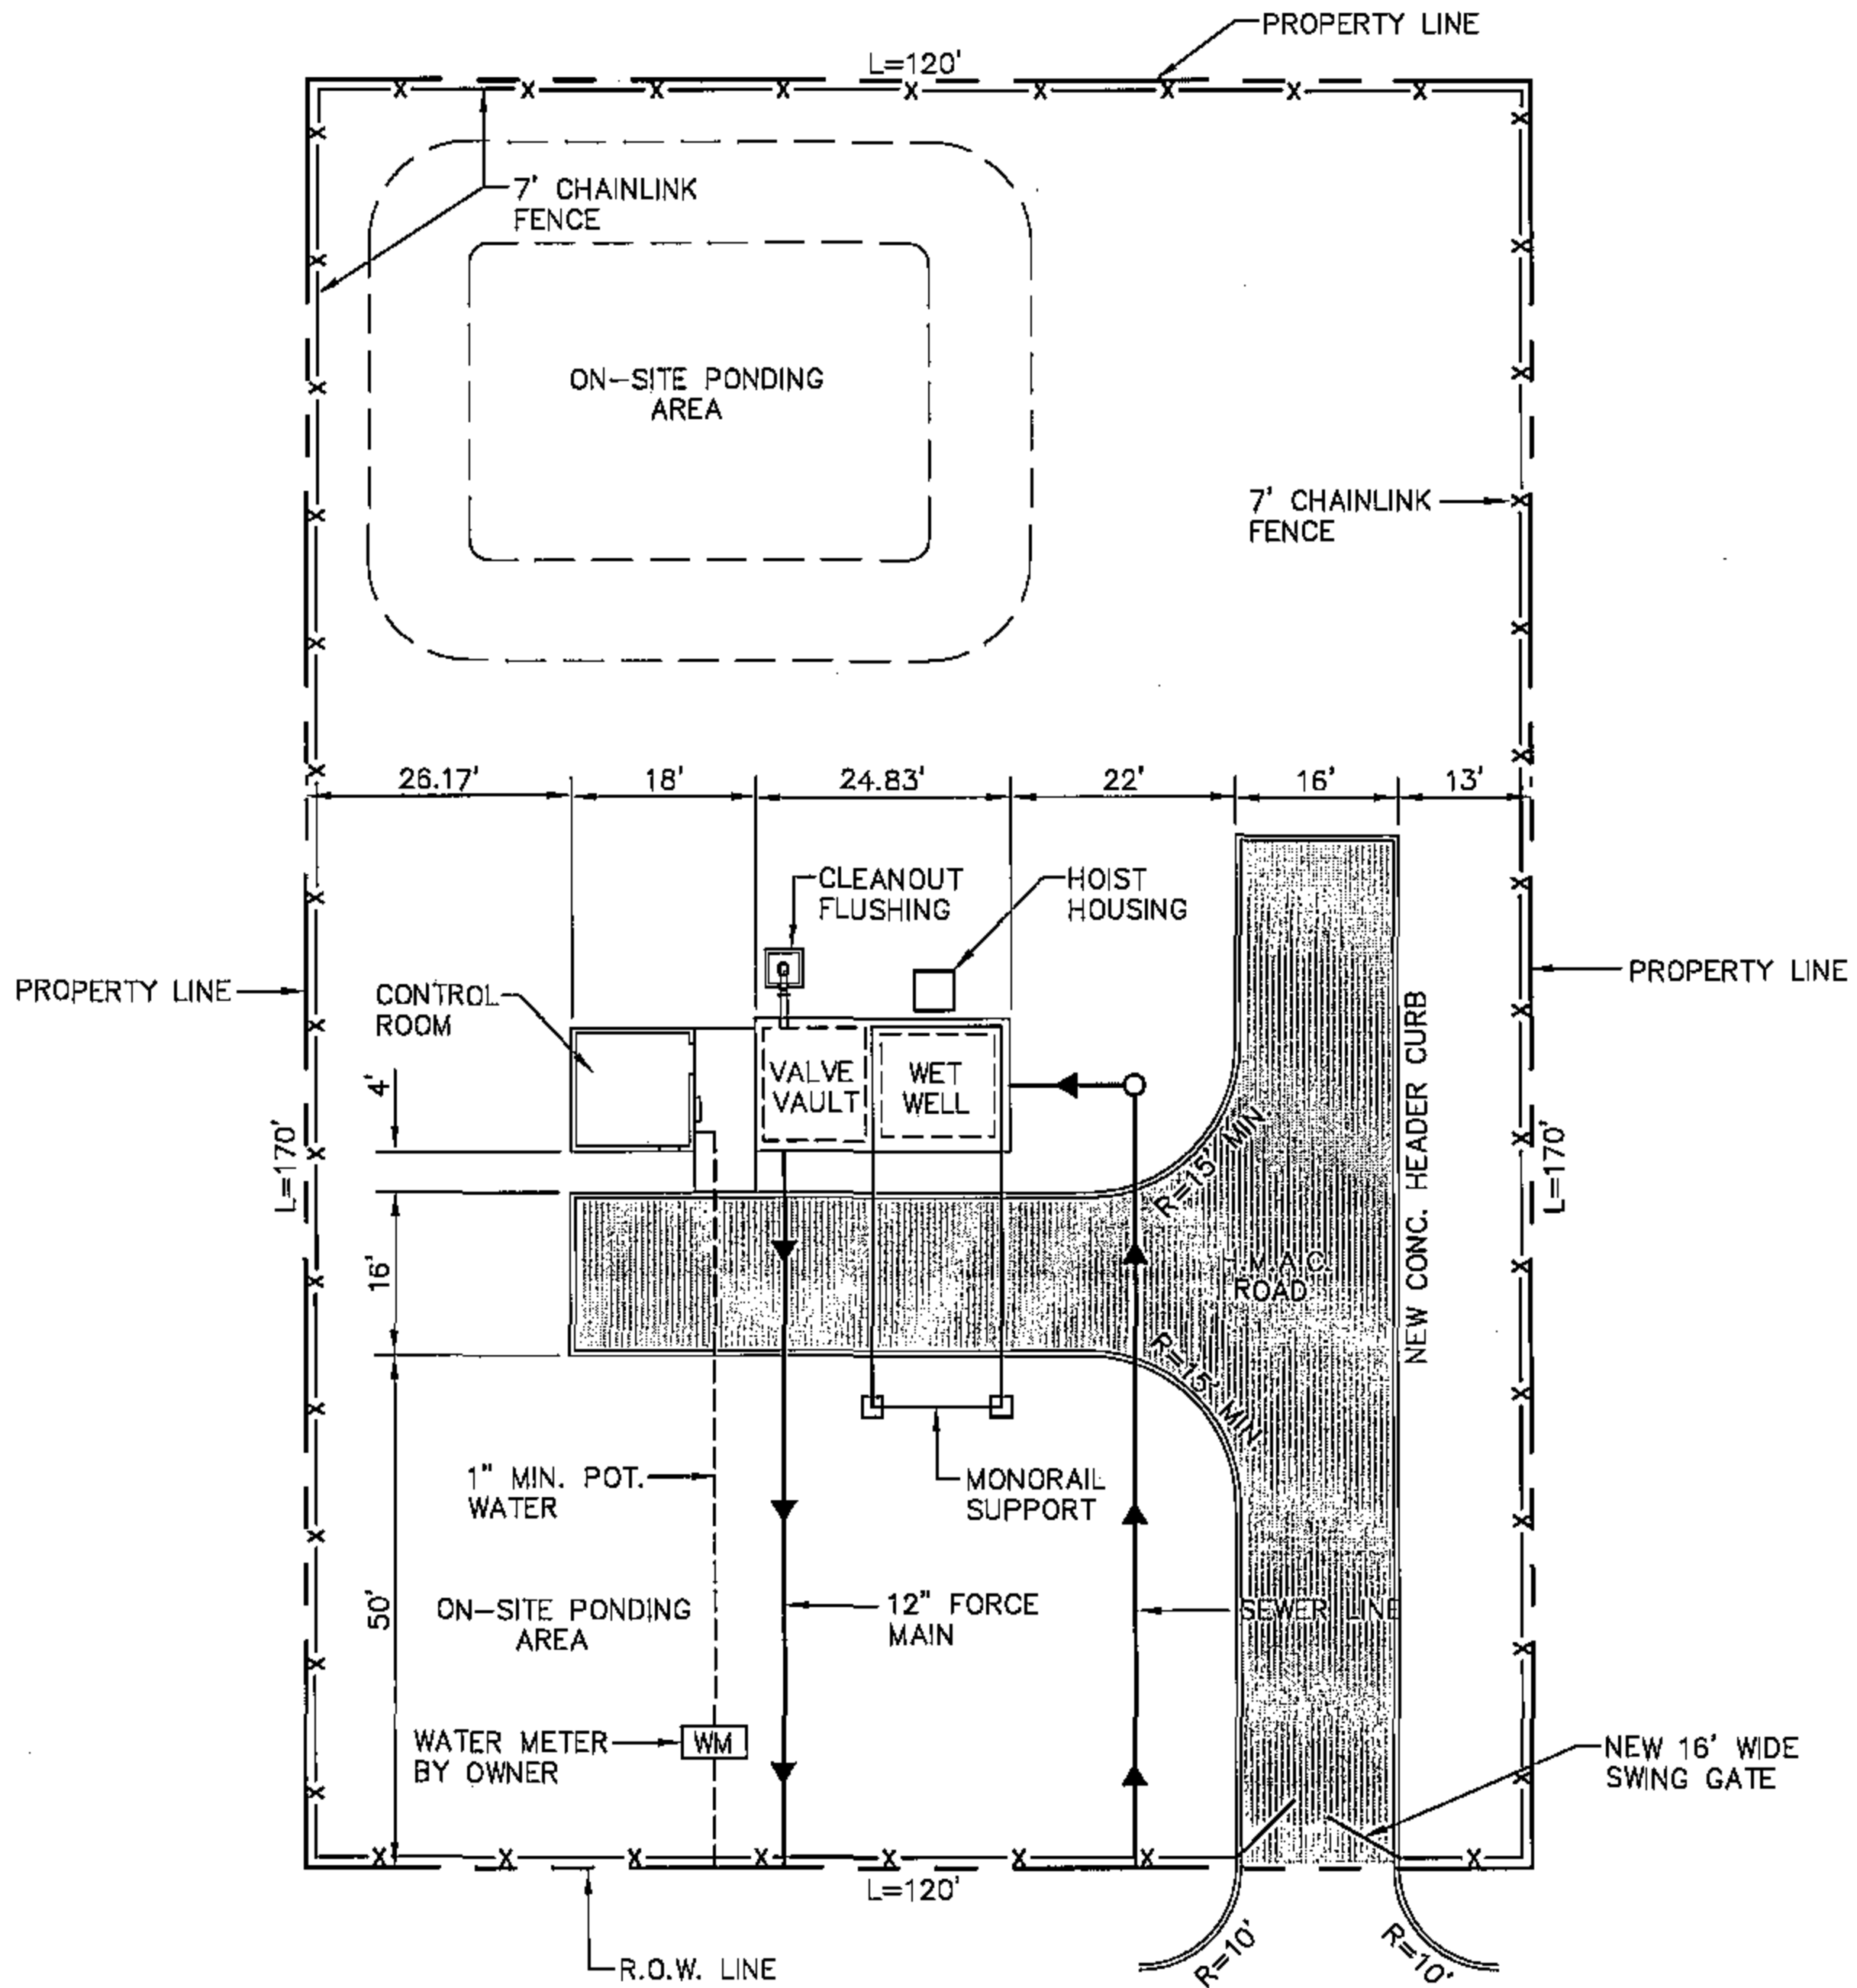 PROPERTY LINE
L=120'
7' CHAINLINK
FENCE
ON-SITE PONDING
AREA
7' CHAINLINK
FENCE
26.17'
18'
24.83'
22'
16'
13'
CLEANOUT
FLUSHING
HOIST
HOUSING
PROPERTY LINE
PROPERTY LINE
CONTROL
ROOM
VALVE
VAULT
WET
WELL
4'
L=170'
L=170'
NEW CONC. HEADER CURB
R=15' MIN.
16'
H.M.A.C.
ROAD
R=15' MIN.
1" MIN. POT.
WATER
MONORAIL
SUPPORT
50'
ON-SITE PONDING
AREA
12" FORCE
MAIN
SEWER LINE
WATER METER
BY OWNER
WM
NEW 16' WIDE
SWING GATE
L=120'
R.O.W. LINE
R=10'
R=10'